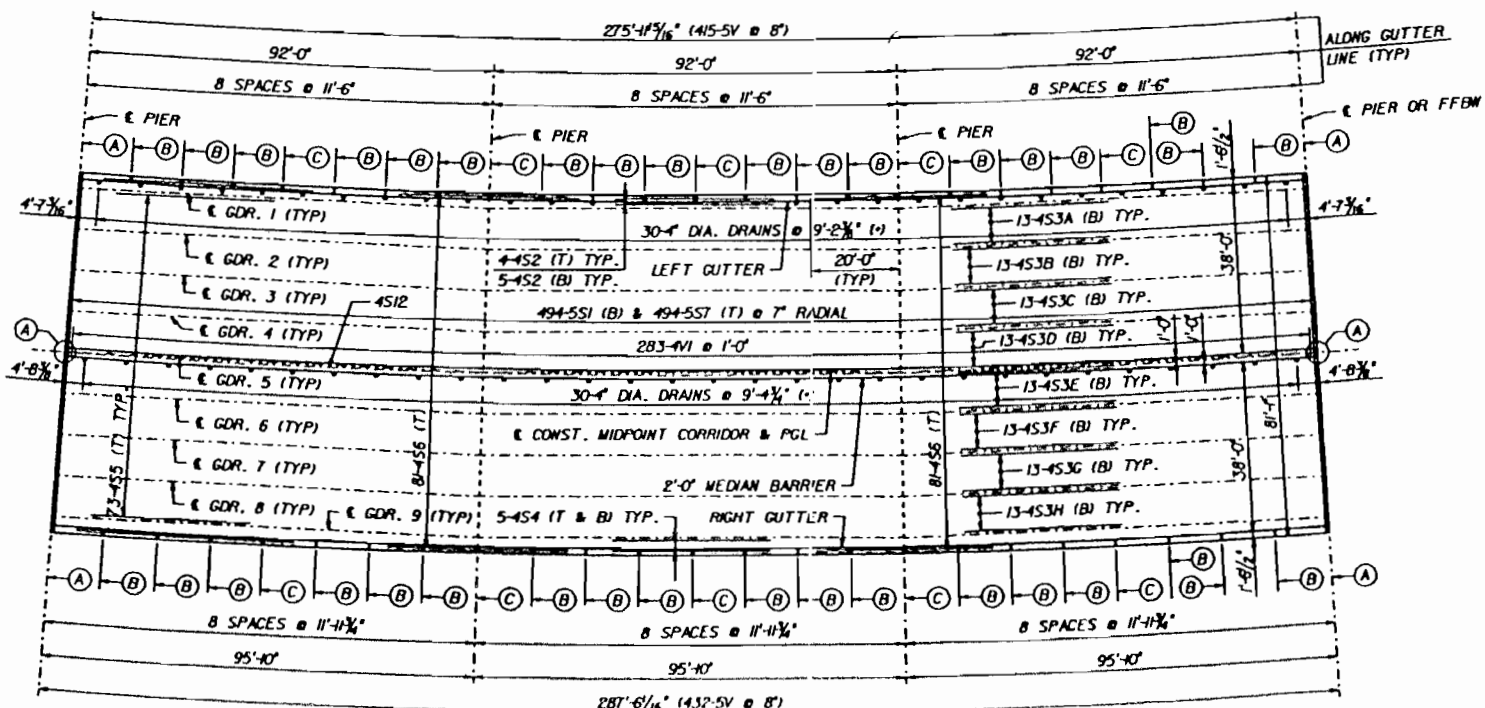 275'-11 5/16" (415-5V @ 8")
92'-0" 92'-0" 92'-0"
ALONG GUTTER
LINE (TYP)
8 SPACES @ 11'-6" 8 SPACES @ 11'-6" 8 SPACES @ 11'-6"
℄ PIER ℄ PIER ℄ PIER ℄ PIER OR FFBW
B
A B B B C B B B C B B B C B B B C B B B C B B A
1'-8 1/2"
4'-7 3/16" ℄ GDR. 1 (TYP) 13-4S3A (B) TYP. 4'-7 3/16"
30-4" DIA. DRAINS @ 9'-2 3/8" (+)
℄ GDR. 2 (TYP) 4-4S2 (T) TYP. LEFT GUTTER 20'-0" 13-4S3B (B) TYP. 38'-0"
5-4S2 (B) TYP. (TYP)
℄ GDR. 3 (TYP) 4S12 13-4S3C (B) TYP.
494-5S1 (B) & 494-5S7 (T) @ 7" RADIAL
A ℄ GDR. 4 (TYP) 13-4S3D (B) TYP. 1'-0" 1'-0" A
283-4V1 @ 1'-0"
4'-8 3/8" ℄ GDR. 5 (TYP) 13-4S3E (B) TYP. 4'-8 3/8"
30-4" DIA. DRAINS @ 9'-4 3/4" (+
℄ GDR. 6 (TYP) ℄ CONST. MIDPOINT CORRIDOR & PGL 13-4S3F (B) TYP. 81'-1"
73-4S5 (T) TYP. 81-4S6 (T) 81-4S6 (T)
℄ GDR. 7 (TYP) 13-4S3G (B) TYP. 38'-0"
2'-0" MEDIAN BARRIER
℄ GDR. 8 (TYP) ℄ GDR. 9 (TYP) 5-4S4 (T & B) TYP. RIGHT GUTTER 13-4S3H (B) TYP.
B
1'-8 1/2"
A B B B C B B B C B B B C B B B C B B B C B B A
8 SPACES @ 11'-11 3/4" 8 SPACES @ 11'-11 3/4" 8 SPACES @ 11'-11 3/4"
95'-10" 95'-10" 95'-10"
287'-6 1/16" (432-5V @ 8")